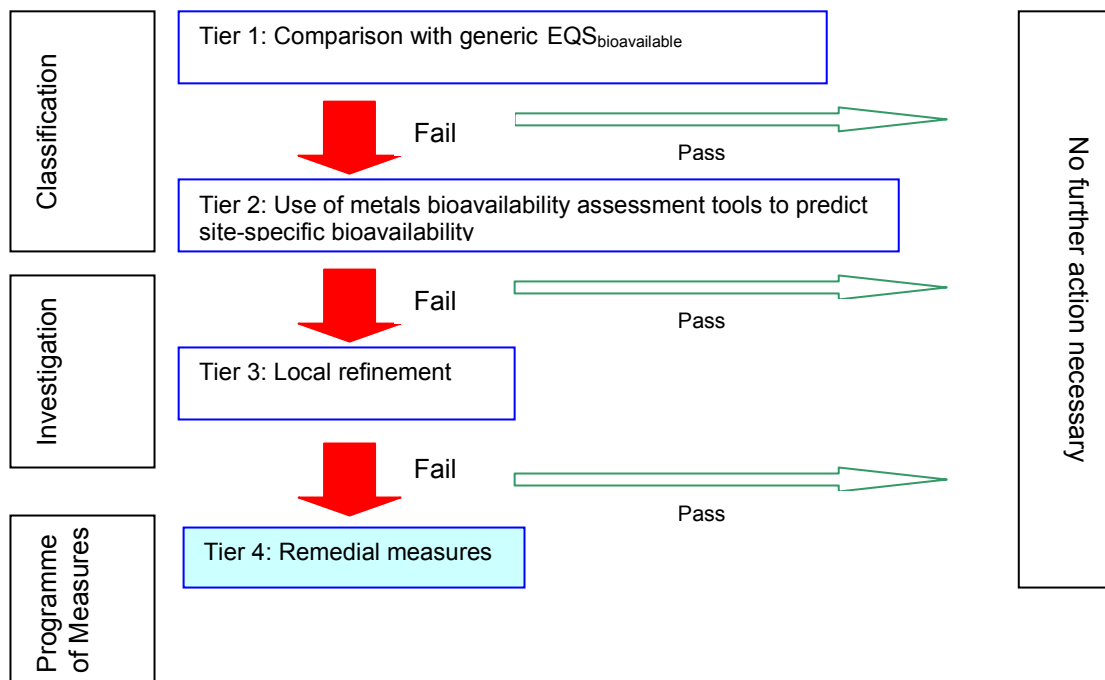 Classification
Tier 1: Comparison with generic EQSbioavailable
Fail
Pass
Tier 2: Use of metals bioavailability assessment tools to predict
site-specific bioavailability
Investigation
Fail
Pass
Tier 3: Local refinement
Fail
Pass
Programme
of Measures
Tier 4: Remedial measures
No further action necessary